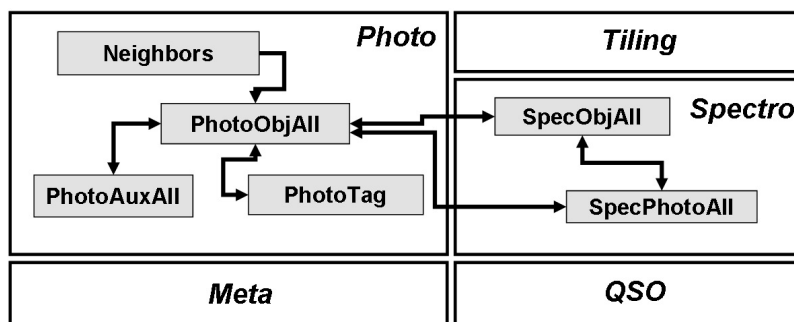 Photo
Neighbors
PhotoObjAll
PhotoAuxAll
PhotoTag
Tiling
Spectro
SpecObjAll
SpecPhotoAll
Meta
QSO